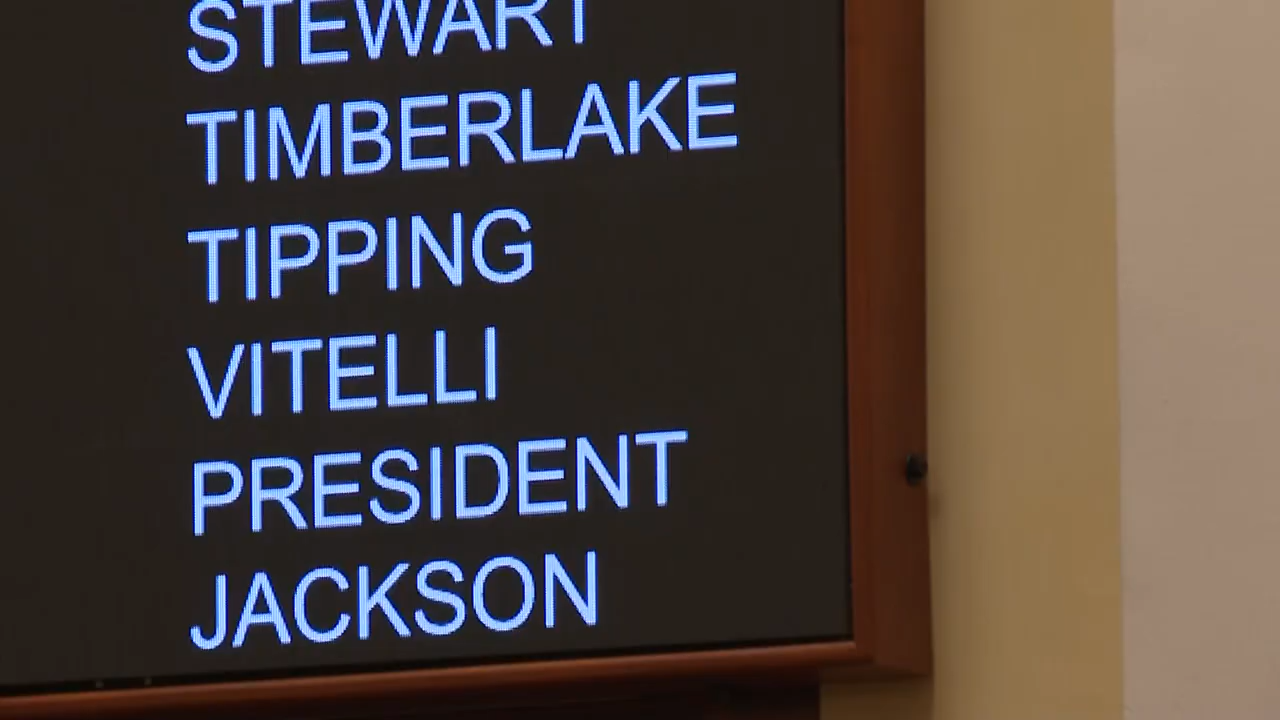 STEWART
TIMBERLAKE
TIPPING
VITELLI
PRESIDENT
JACKSON